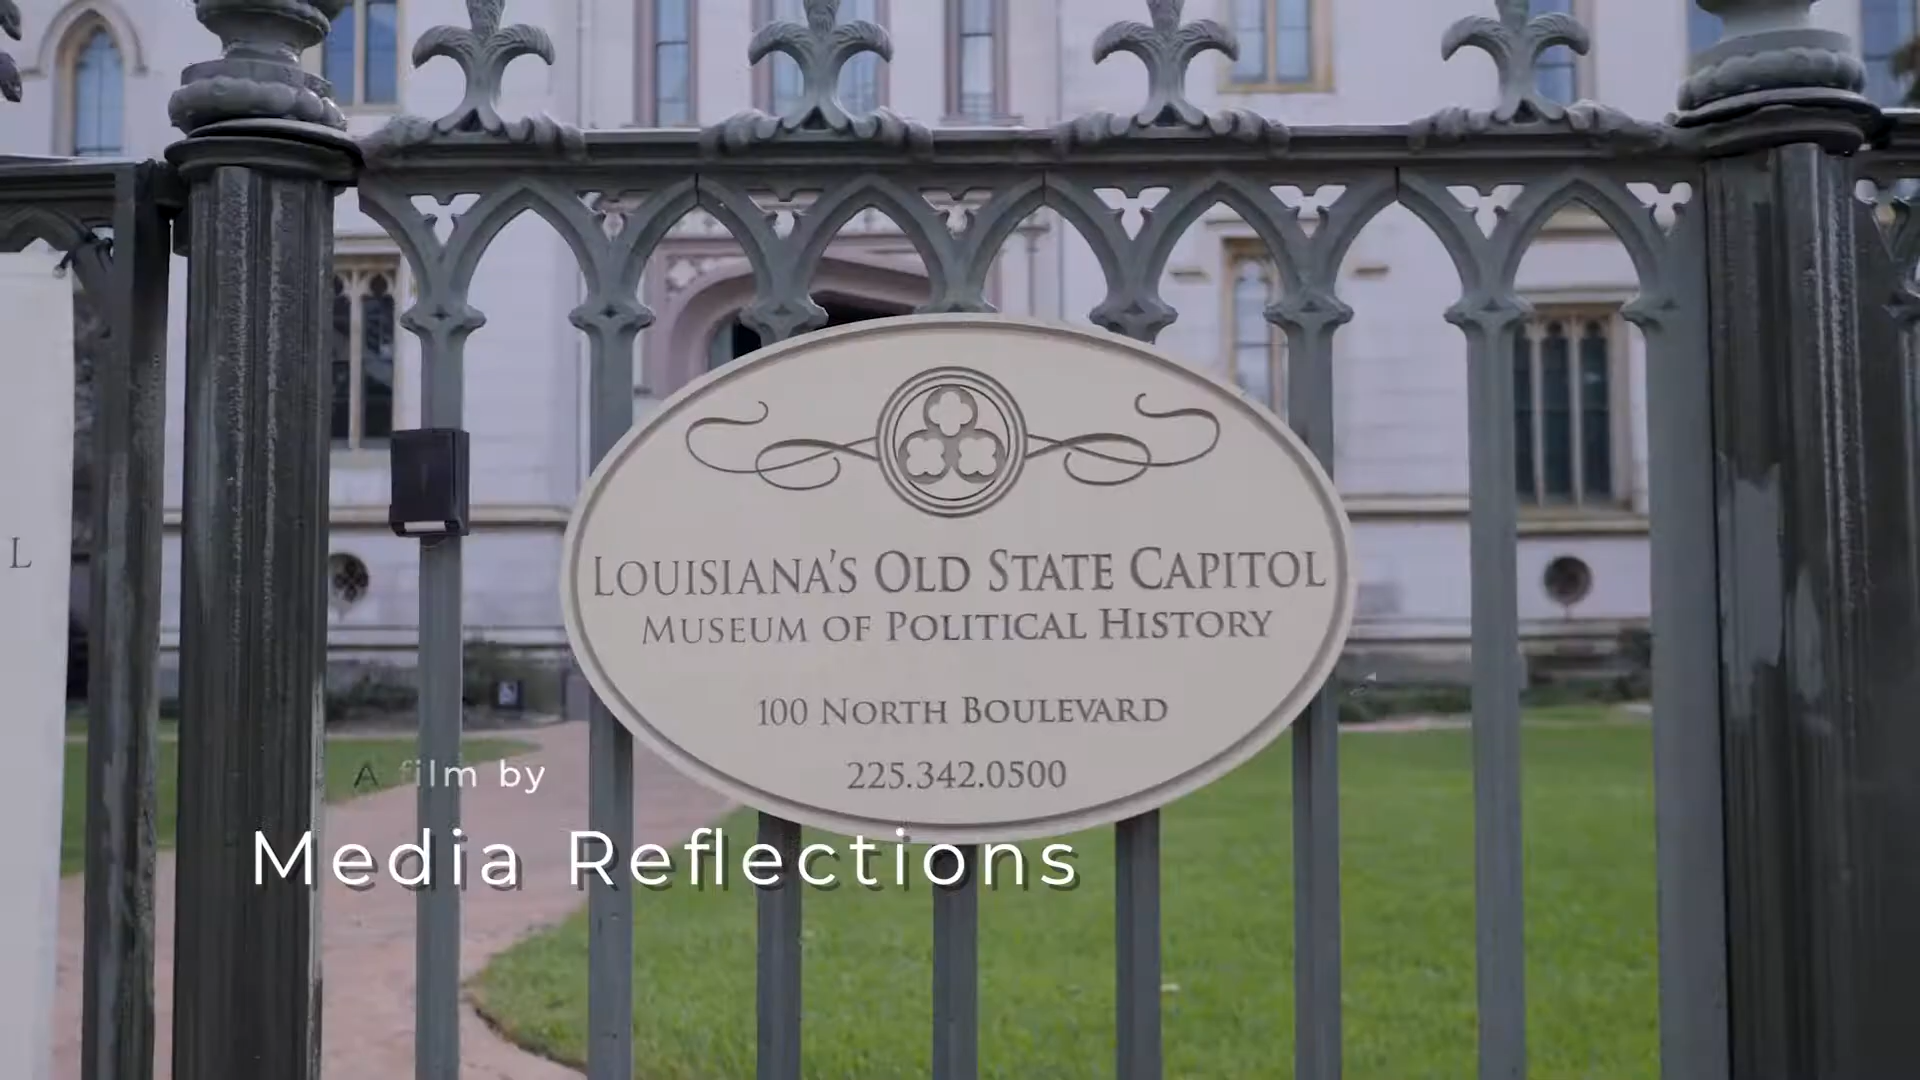 L
LOUISIANA'S OLD STATE CAPITOL
MUSEUM OF POLITICAL HISTORY
100 NORTH BOULEVARD
225.342.0500
A film by
Media Reflections